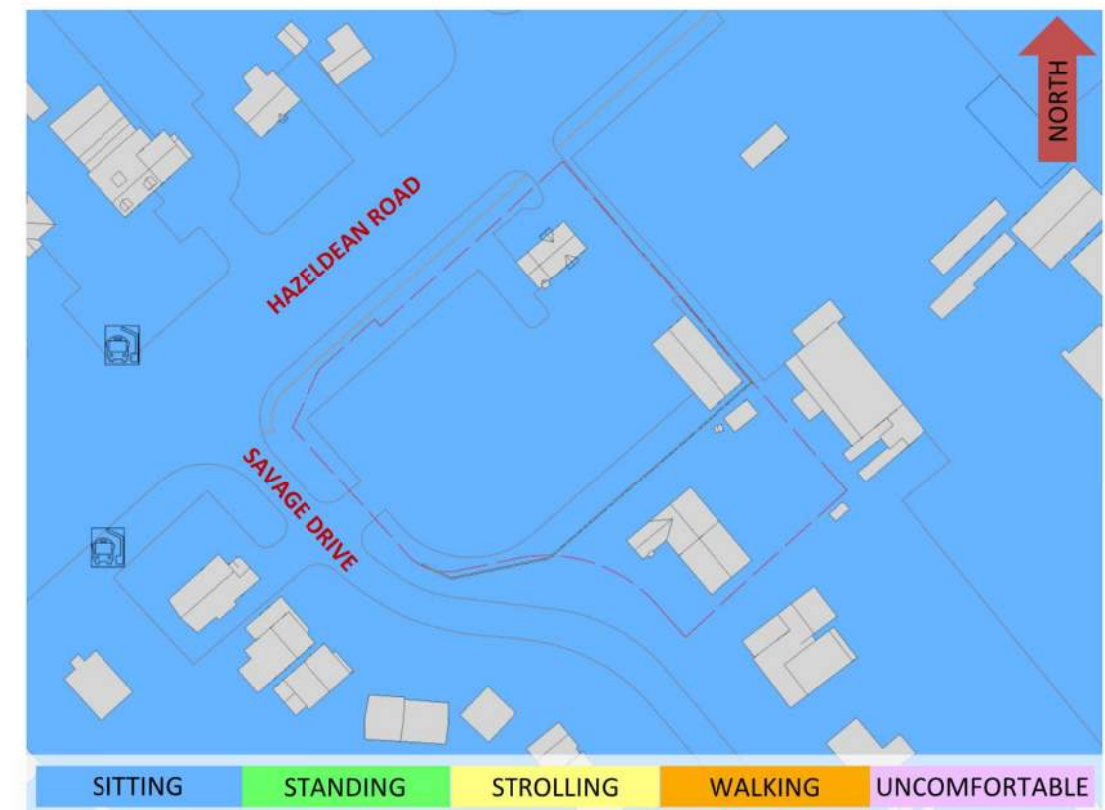 NORTH
HAZELDEAN ROAD
SAVAGE DRIVE
SITTING STANDING STROLLING WALKING UNCOMFORTABLE